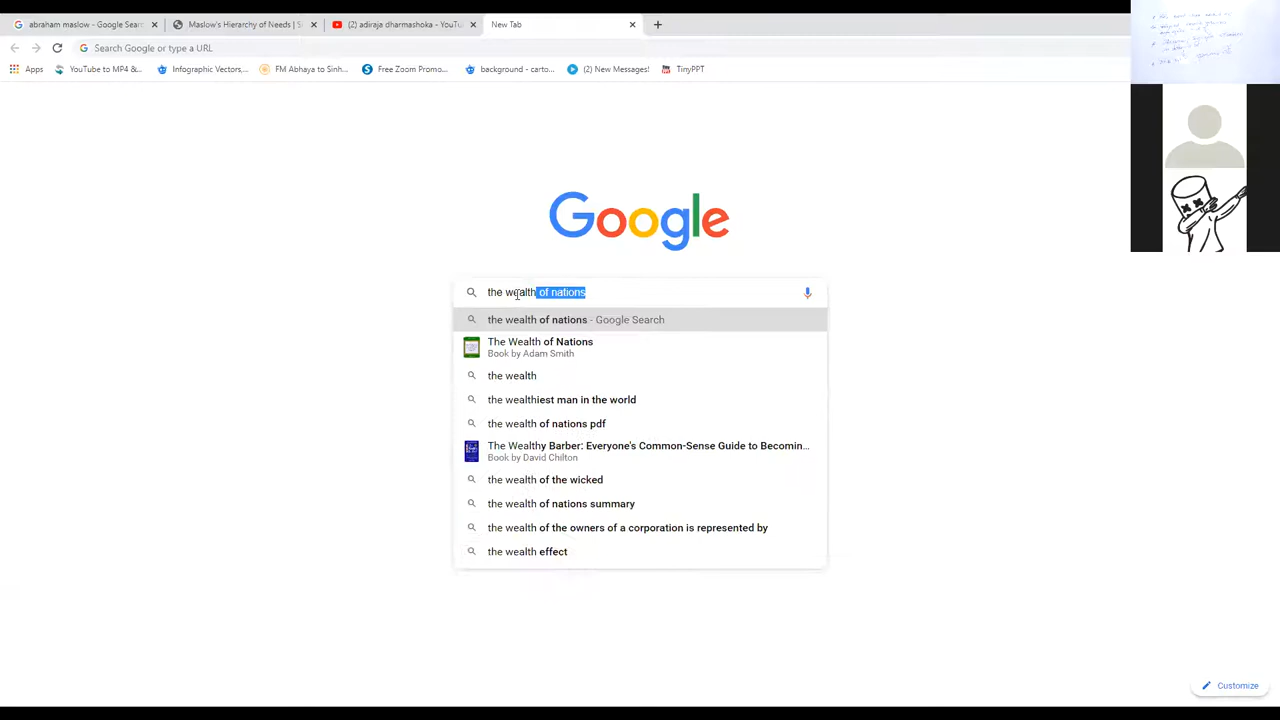 abraham maslow - Google Searc
Maslow's Hierarchy of Needs | S
(2) adiraja dharmashoka - YouTu
New Tab
Search Google or type a URL
Apps
YouTube to MP4 &...
Infographic Vectors,...
FM Abhaya to Sinh...
Free Zoom Promo...
background - carto...
(2) New Messages!
TinyPPT
Google
the wealth of nations
the wealth of nations - Google Search
The Wealth of Nations
Book by Adam Smith
the wealth
the wealthiest man in the world
the wealth of nations pdf
The Wealthy Barber: Everyone's Common-Sense Guide to Becomin...
Book by David Chilton
the wealth of the wicked
the wealth of nations summary
the wealth of the owners of a corporation is represented by
the wealth effect
Customize